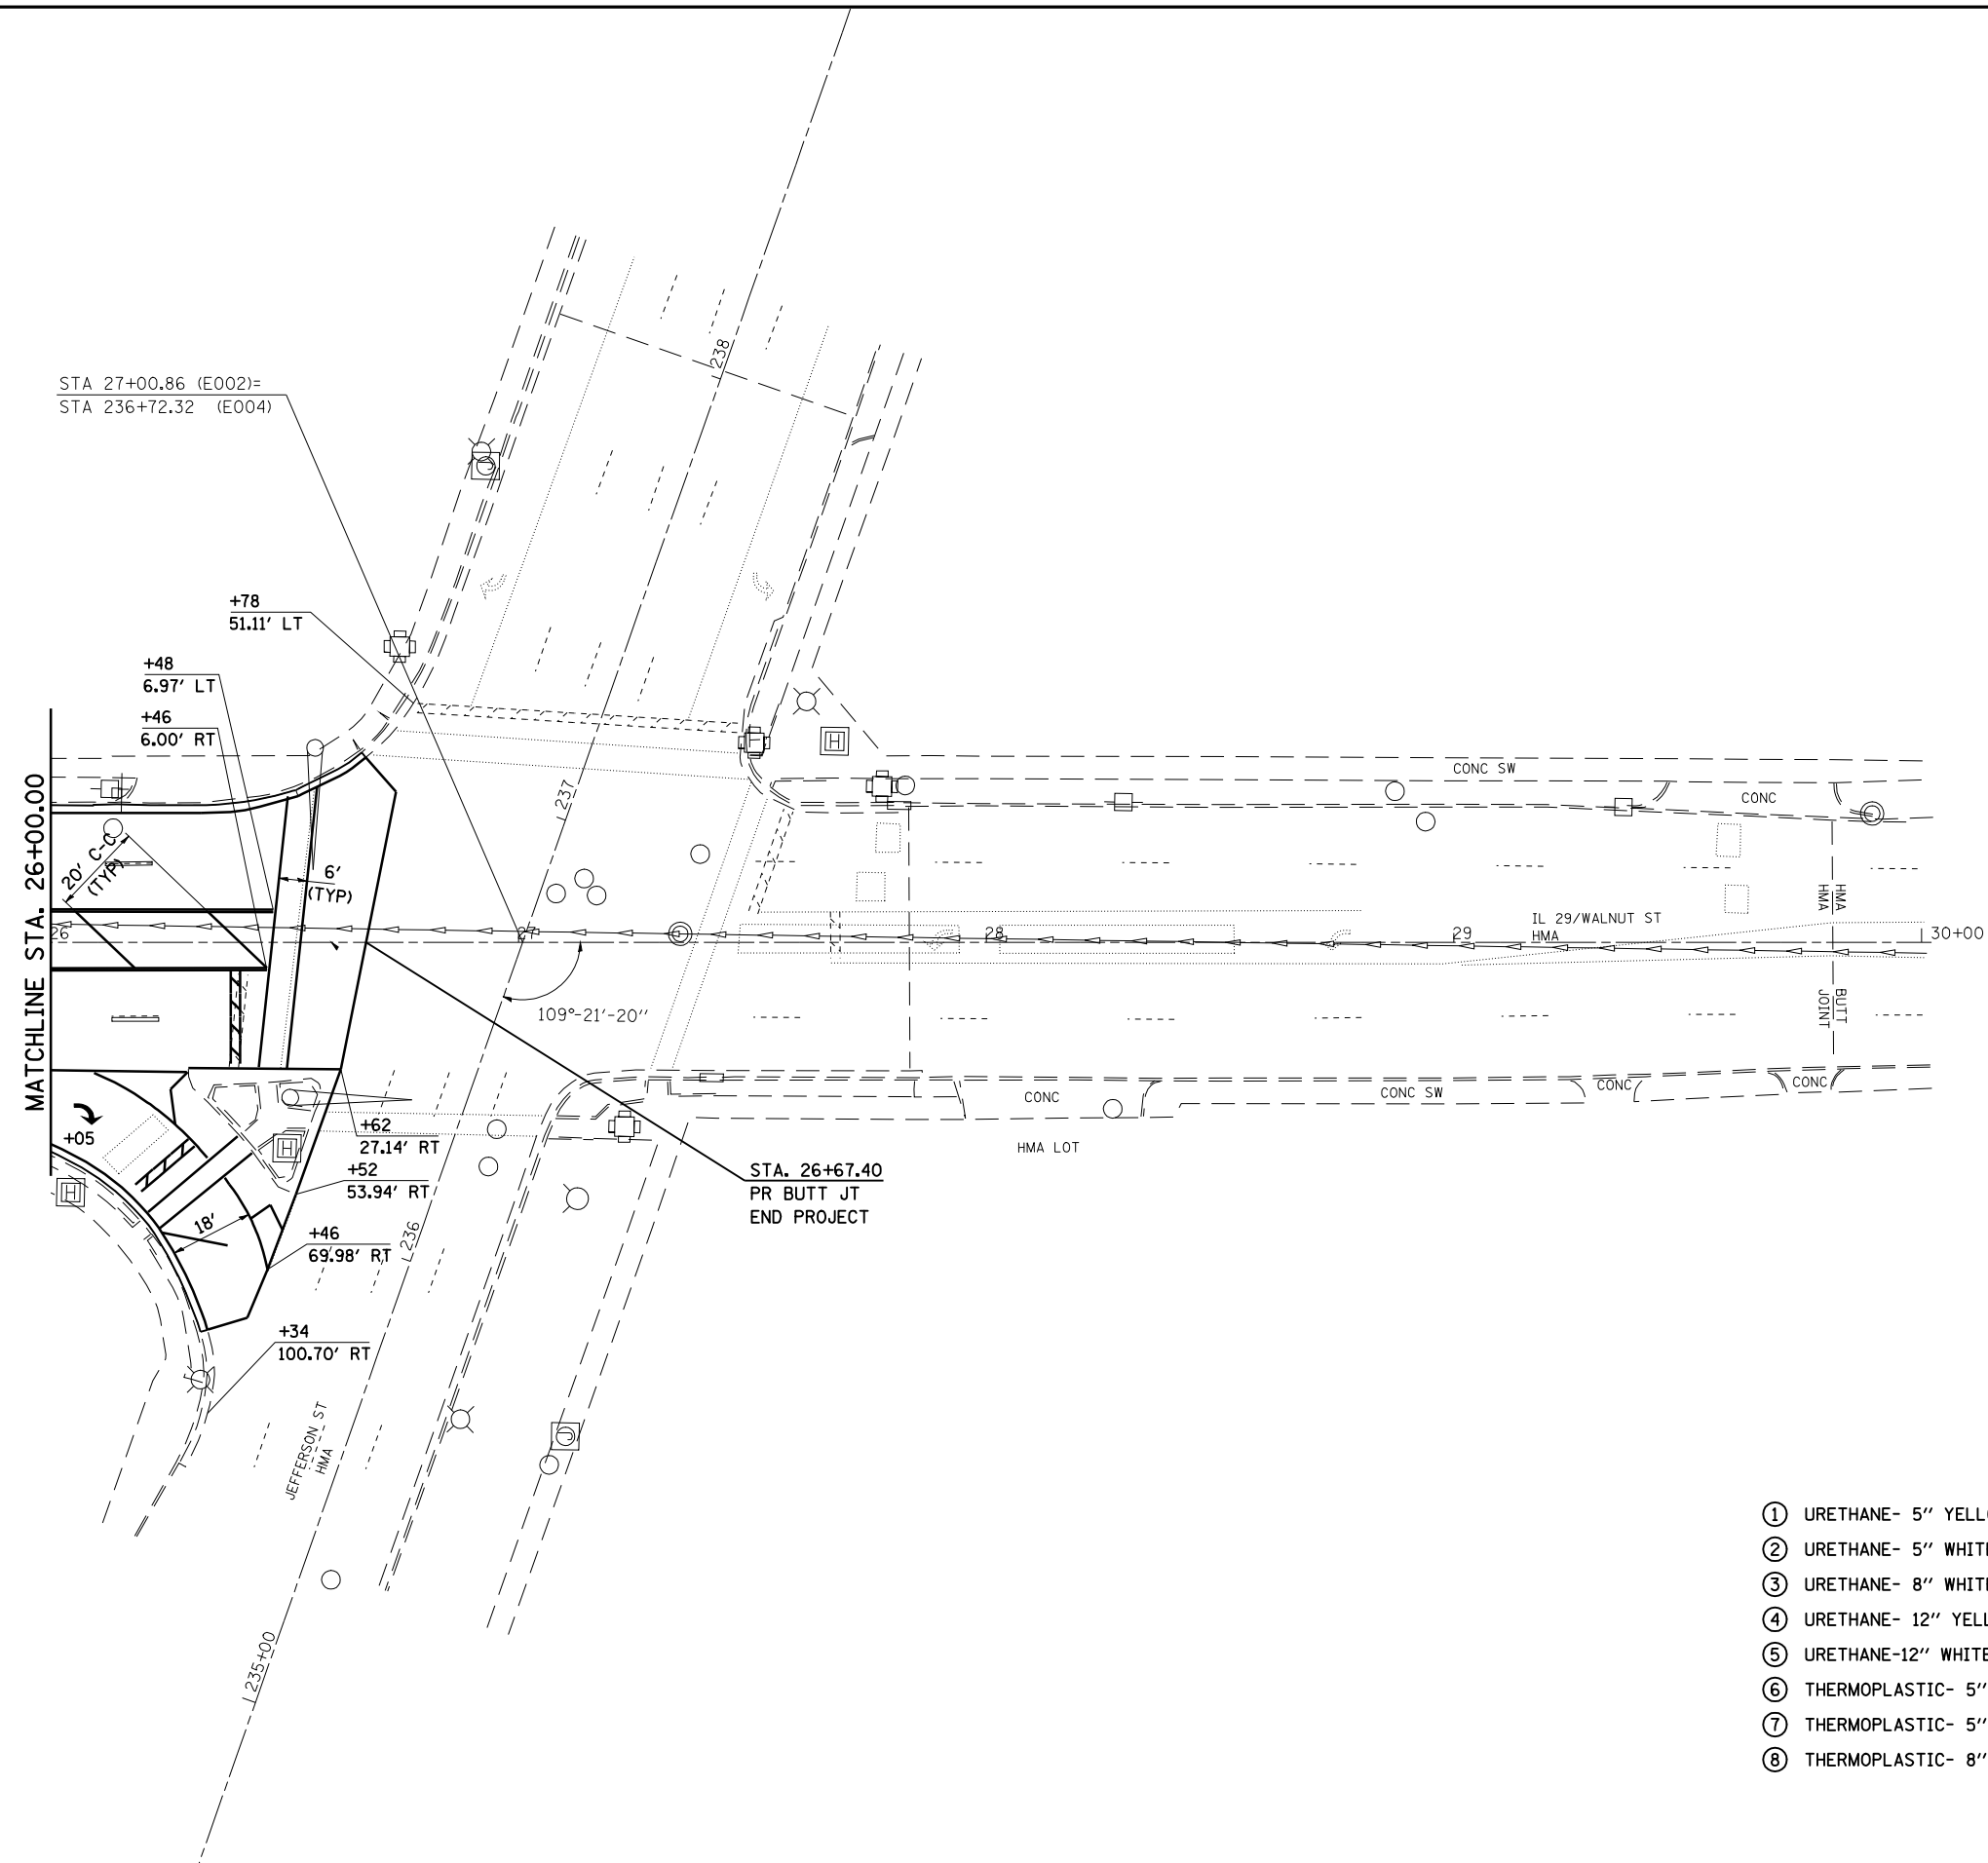 STA 27+00.86 (E002)=
STA 236+72.32 (E004)
238
+78
51.11' LT
+48
6.97' LT
+46
6.00' RT
MATCHLINE STA. 26+00.00
20' C-C
(TYP)
6'
(TYP)
26
27
237
28
29
30+00
109°-21'-20''
CONC SW
CONC
HMA
HMA
IL 29/WALNUT ST
HMA
BUTT
JOINT
CONC
CONC SW
CONC
CONC
HMA LOT
H
H
H
+05
+62
27.14' RT
+52
53.94' RT
18'
+46
69.98' RT
236
+34
100.70' RT
STA. 26+67.40
PR BUTT JT
END PROJECT
JEFFERSON ST
HMA
235+00
1 URETHANE- 5'' YELL
2 URETHANE- 5'' WHIT
3 URETHANE- 8'' WHIT
4 URETHANE- 12'' YEL
5 URETHANE-12'' WHITE
6 THERMOPLASTIC- 5''
7 THERMOPLASTIC- 5''
8 THERMOPLASTIC- 8''